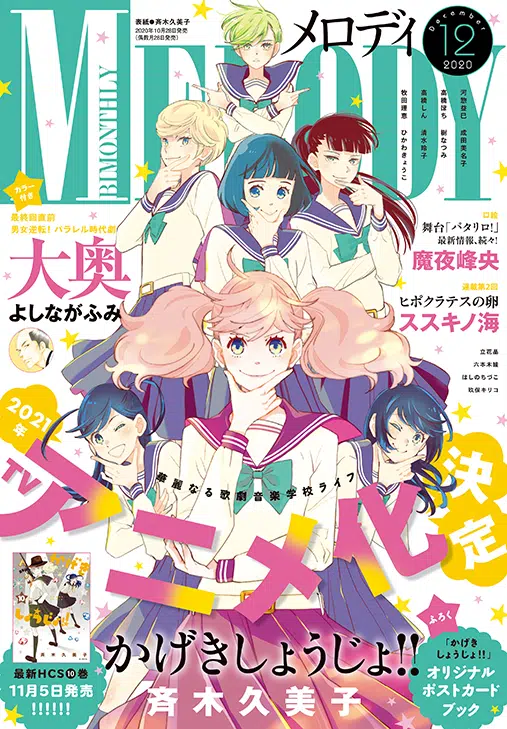 表紙●斉木久美子
2020年10月28日発売
(偶数月28日発売)
メロディ
December
12
2020
MELODY
BIMONTHLY
河惣益巳
成田美名子
高橋ぽち
樹なつみ
高橋しん
清水玲子
牧田理恵
ひかわきょうこ
カラー付き
最終回直前
男女逆転!パラレル時代劇
大奥
よしながふみ
口絵
舞台「パタリロ!」
最新情報、続々!
魔夜峰央
連載第2回
ヒポクラテスの卵
ススキノ海
立花晶
六本木綾
はしのちづこ
玖保キリコ
2021年
TVアニメ化
決定
華麗なる歌劇音楽学校ライフ
かげきしょうじょ!!
斉木久美子
最新HCS⑩巻
11月5日発売
!!!!!!
ふろく
「かげき
しょうじょ!!」
オリジナル
ポストカード
ブック